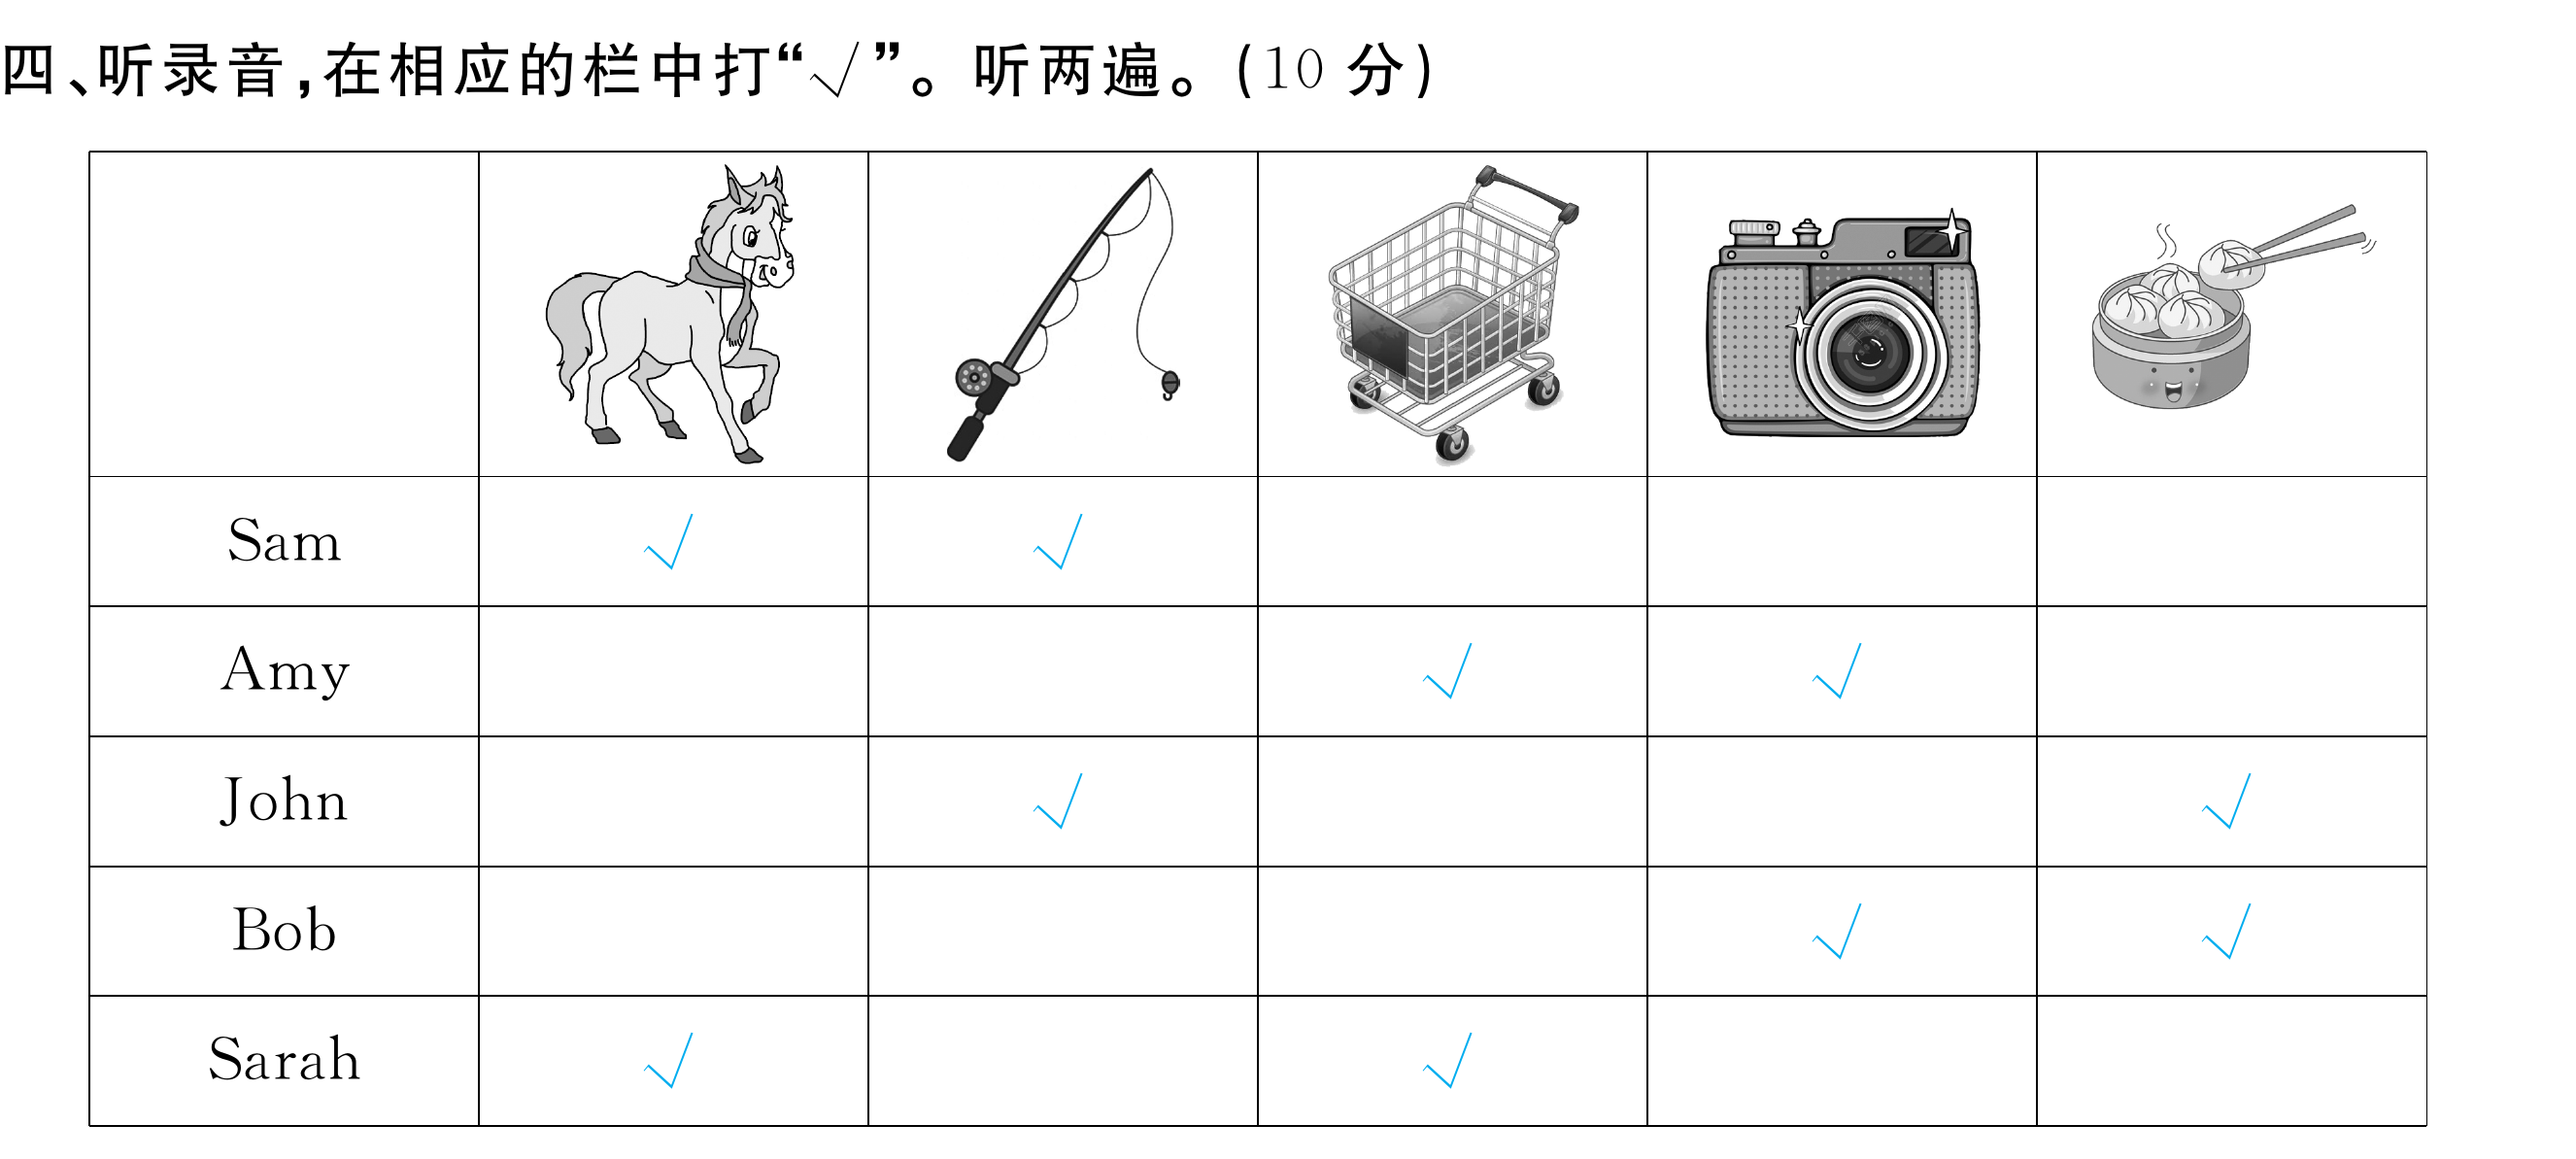 四、听录音,在相应的栏中打“√”。听两遍。(10 分)
Sam √ √
Amy √ √
John √ √
Bob √ √
Sarah √ √